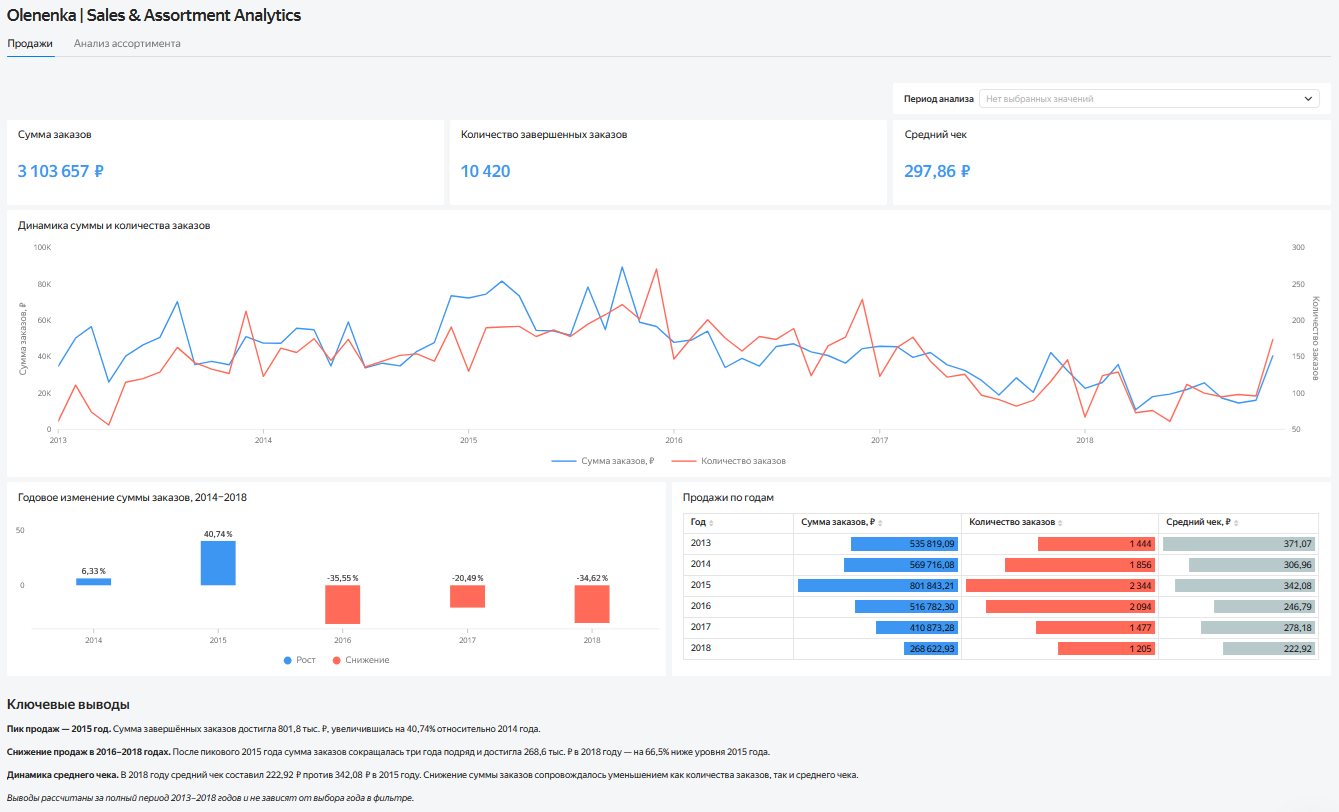 Olenenka | Sales & Assortment Analytics
Продажи Анализ ассортимента
Период анализа Нет выбранных значений
Сумма заказов
3 103 657 ₽
Количество завершенных заказов
10 420
Средний чек
297,86 ₽
Динамика суммы и количества заказов
Сумма заказов, ₽
100K
80K
60K
40K
20K
0
300
250
200
150
100
50
Количество заказов
2013 2014 2015 2016 2017 2018
Сумма заказов, ₽ Количество заказов
Годовое изменение суммы заказов, 2014–2018
50
0
6,33 % 40,74 % -35,55 % -20,49 % -34,62 %
2014 2015 2016 2017 2018
Рост Снижение
Продажи по годам
Год Сумма заказов, ₽ Количество заказов Средний чек, ₽
2013 535 819,09 1 444 371,07
2014 569 716,08 1 856 306,96
2015 801 843,21 2 344 342,08
2016 516 782,30 2 094 246,79
2017 410 873,28 1 477 278,18
2018 268 622,93 1 205 222,92
Ключевые выводы
Пик продаж — 2015 год. Сумма завершённых заказов достигла 801,8 тыс. ₽, увеличившись на 40,74% относительно 2014 года.
Снижение продаж в 2016–2018 годах. После пикового 2015 года сумма заказов сокращалась три года подряд и достигла 268,6 тыс. ₽ в 2018 году — на 66,5% ниже уровня 2015 года.
Динамика среднего чека. В 2018 году средний чек составил 222,92 ₽ против 342,08 ₽ в 2015 году. Снижение суммы заказов сопровождалось уменьшением как количества заказов, так и среднего чека.
Выводы рассчитаны за полный период 2013–2018 годов и не зависят от выбора года в фильтре.